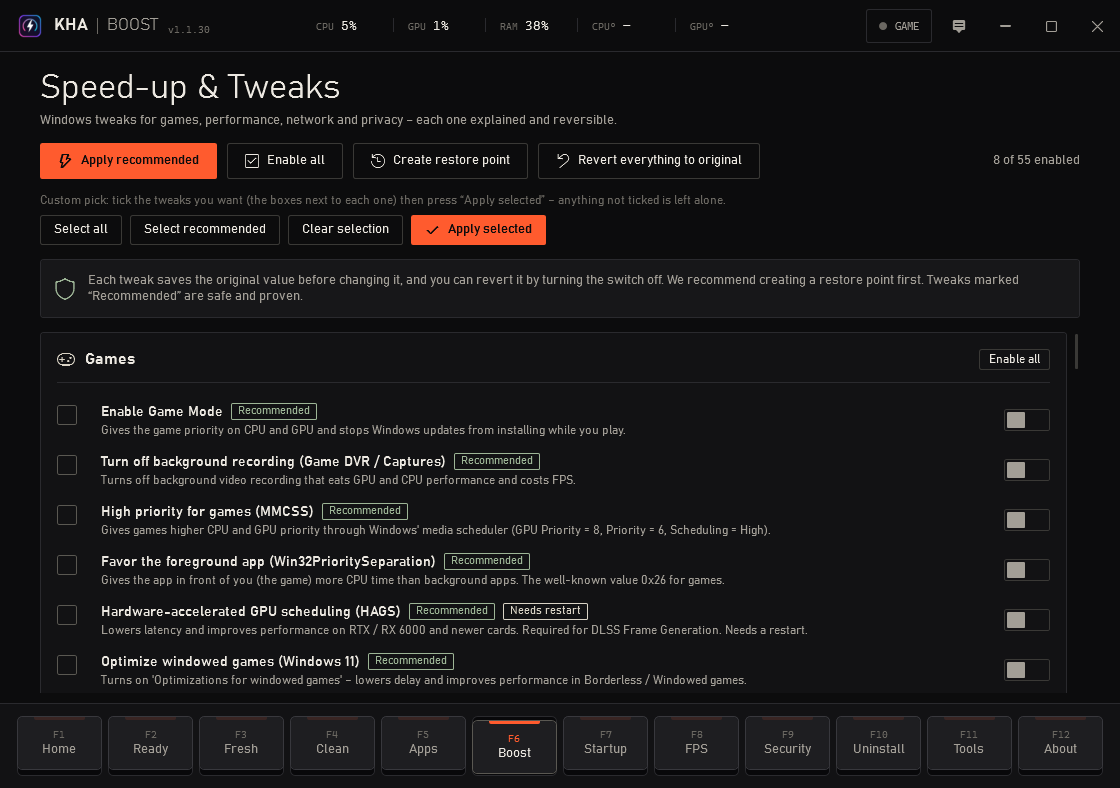 KHA | BOOST v1.1.30
CPU 5%
GPU 1%
RAM 38%
CPU° —
GPU° —
GAME
Speed-up & Tweaks
Windows tweaks for games, performance, network and privacy – each one explained and reversible.
Apply recommended
Enable all
Create restore point
Revert everything to original
8 of 55 enabled
Custom pick: tick the tweaks you want (the boxes next to each one) then press “Apply selected” – anything not ticked is left alone.
Select all
Select recommended
Clear selection
Apply selected
Each tweak saves the original value before changing it, and you can revert it by turning the switch off. We recommend creating a restore point first. Tweaks marked
“Recommended” are safe and proven.
Games
Enable all
Enable Game Mode Recommended
Gives the game priority on CPU and GPU and stops Windows updates from installing while you play.
Turn off background recording (Game DVR / Captures) Recommended
Turns off background video recording that eats GPU and CPU performance and costs FPS.
High priority for games (MMCSS) Recommended
Gives games higher CPU and GPU priority through Windows' media scheduler (GPU Priority = 8, Priority = 6, Scheduling = High).
Favor the foreground app (Win32PrioritySeparation) Recommended
Gives the app in front of you (the game) more CPU time than background apps. The well-known value 0x26 for games.
Hardware-accelerated GPU scheduling (HAGS) Recommended Needs restart
Lowers latency and improves performance on RTX / RX 6000 and newer cards. Required for DLSS Frame Generation. Needs a restart.
Optimize windowed games (Windows 11) Recommended
Turns on 'Optimizations for windowed games' – lowers delay and improves performance in Borderless / Windowed games.
F1
Home
F2
Ready
F3
Fresh
F4
Clean
F5
Apps
F6
Boost
F7
Startup
F8
FPS
F9
Security
F10
Uninstall
F11
Tools
F12
About